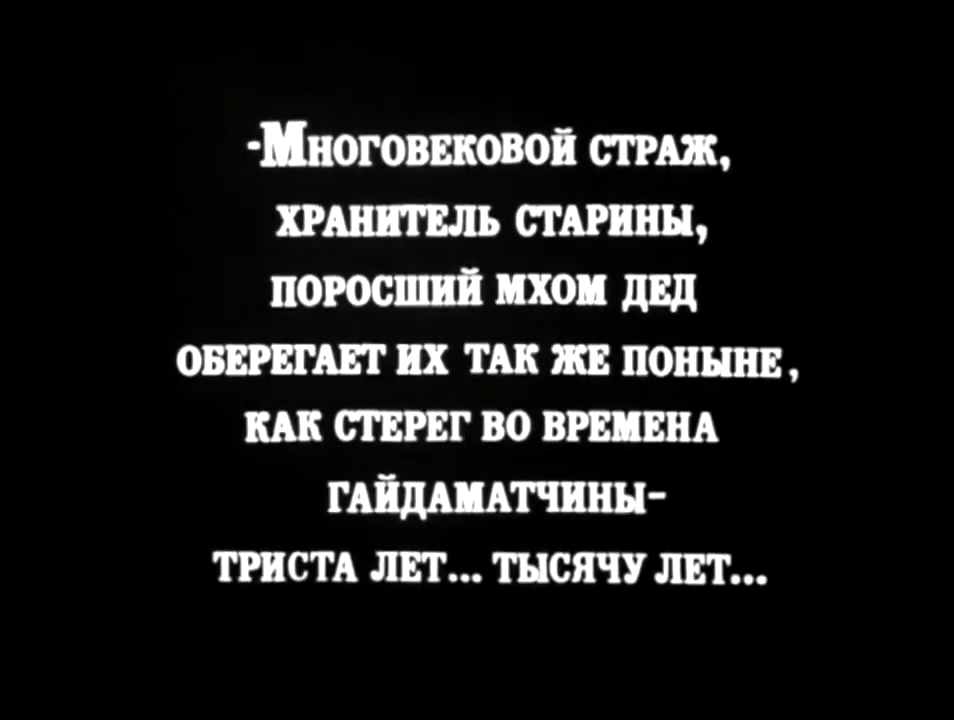 -Многовековой страж,
хранитель старины,
поросший мхом дед
оберегает их так же поныне,
как стерег во времена
гайдаматчины-
триста лет... тысячу лет...